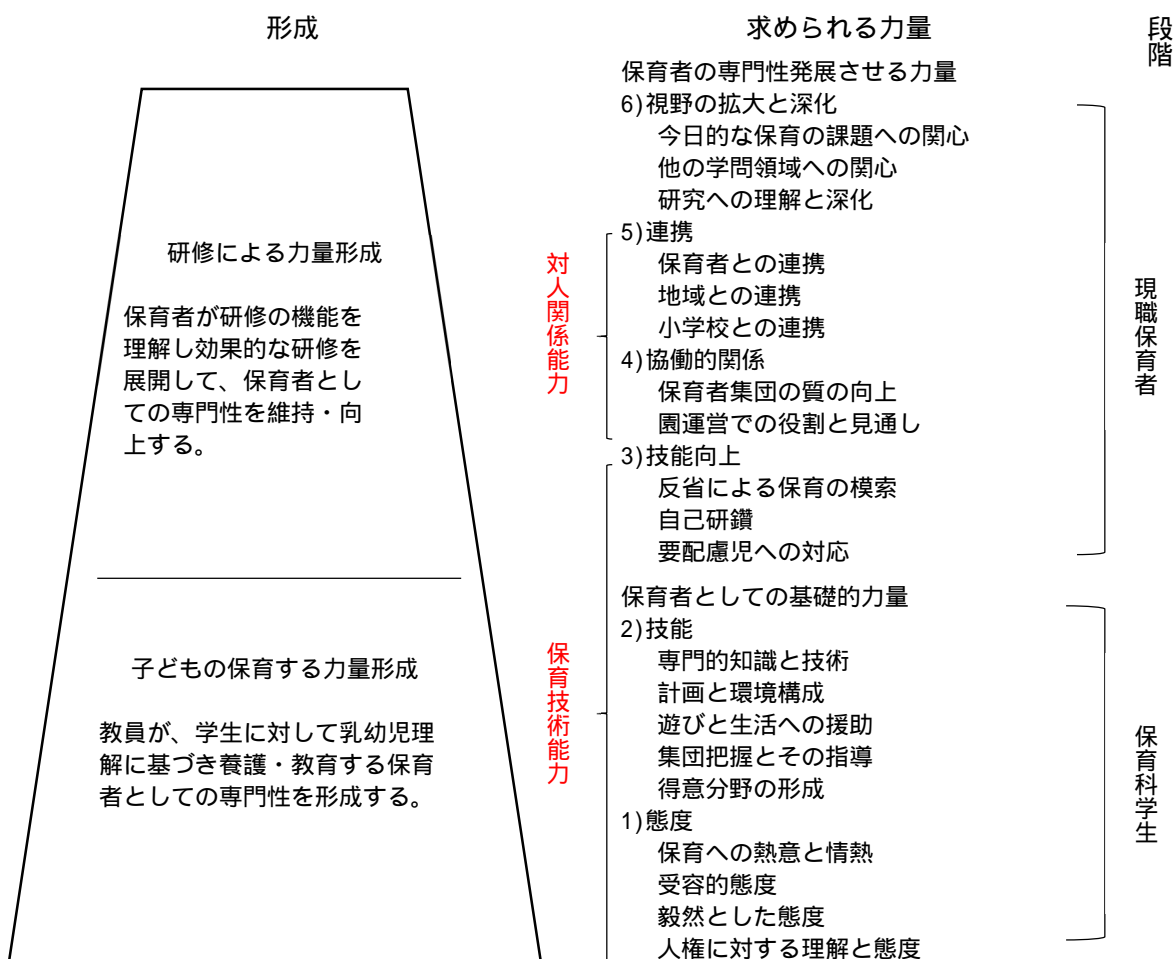 形成
求められる力量
段階
研修による力量形成
保育者が研修の機能を
理解し効果的な研修を
展開して、保育者とし
ての専門性を維持・向
上する。
子どもの保育する力量形成
教員が、学生に対して乳幼児理
解に基づき養護・教育する保育
者としての専門性を形成する。
対人関係能力
保育技術能力
保育者の専門性発展させる力量
6)視野の拡大と深化
今日的な保育の課題への関心
他の学問領域への関心
研究への理解と深化
5)連携
保育者との連携
地域との連携
小学校との連携
4)協働的関係
保育者集団の質の向上
園運営での役割と見通し
3)技能向上
反省による保育の模索
自己研鑽
要配慮児への対応
保育者としての基礎的力量
2)技能
専門的知識と技術
計画と環境構成
遊びと生活への援助
集団把握とその指導
得意分野の形成
1)態度
保育への熱意と情熱
受容的態度
毅然とした態度
人権に対する理解と態度
現職保育者
保育科学生